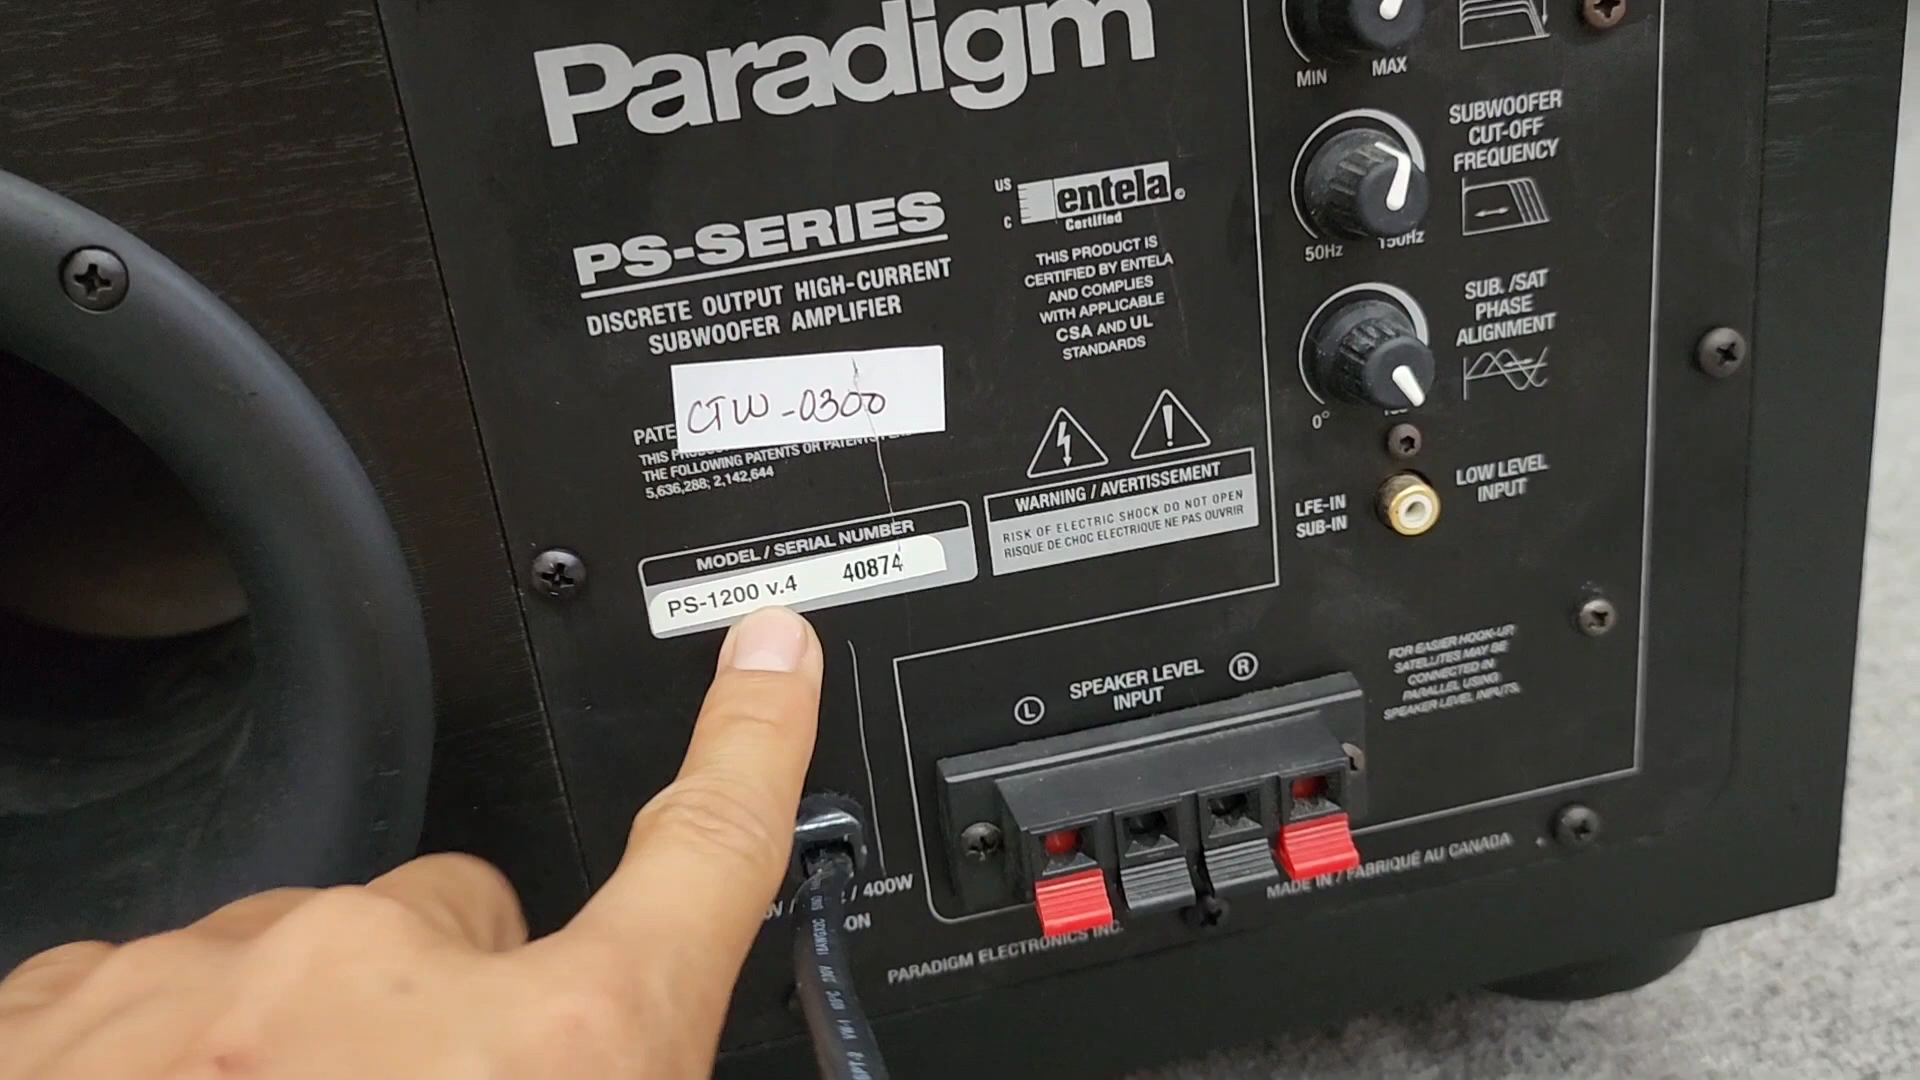 Paradigm
PS-SERIES
DISCRETE OUTPUT HIGH-CURRENT
SUBWOOFER AMPLIFIER
CTW-0300
PATE
THIS
THE FOLLOWING PATENTS OR PATENTS
5,636,288; 2,142,644
MODEL / SERIAL NUMBER
PS-1200 v.4 40874
US
C
entela
Certified
THIS PRODUCT IS
CERTIFIED BY ENTELA
AND COMPLIES
WITH APPLICABLE
CSA AND UL
STANDARDS
WARNING / AVERTISSEMENT
RISK OF ELECTRIC SHOCK DO NOT OPEN
RISQUE DE CHOC ELECTRIQUE NE PAS OUVRIR
MIN MAX
SUBWOOFER
CUT-OFF
FREQUENCY
50Hz 150Hz
SUB. /SAT
PHASE
ALIGNMENT
0°
LOW LEVEL
INPUT
LFE-IN
SUB-IN
L SPEAKER LEVEL R
INPUT
FOR EASIER HOOK-UP
SATELLITES MAY BE
CONNECTED IN
PARALLEL USING
SPEAKER LEVEL INPUTS.
/ 400W
ON
PARADIGM ELECTRONICS INC.
MADE IN / FABRIQUÉ AU CANADA